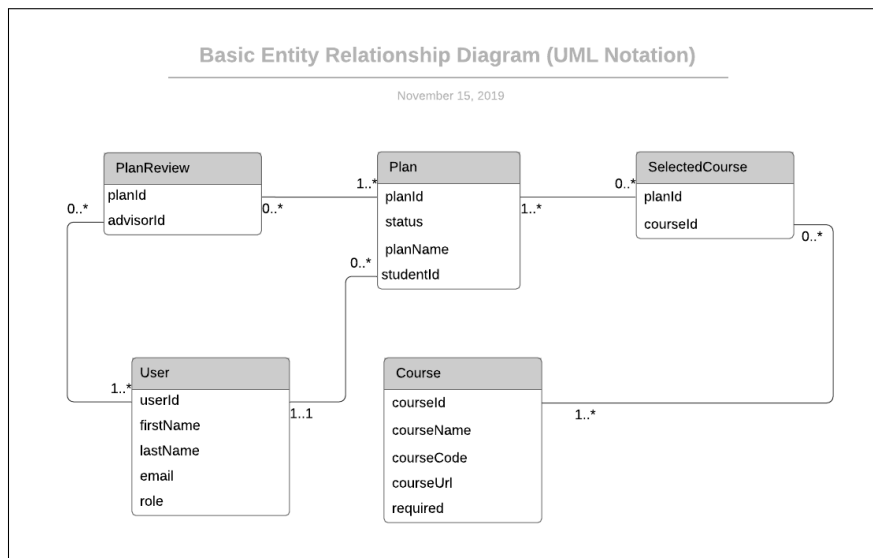 Basic Entity Relationship Diagram (UML Notation)
November 15, 2019
PlanReview
planId
advisorId
0..*
0..*
Plan
planId
status
planName
studentId
1..*
1..*
0..*
SelectedCourse
planId
courseId
0..*
0..*
User
userId
firstName
lastName
email
role
1..*
1..1
Course
courseId
courseName
courseCode
courseUrl
required
1..*